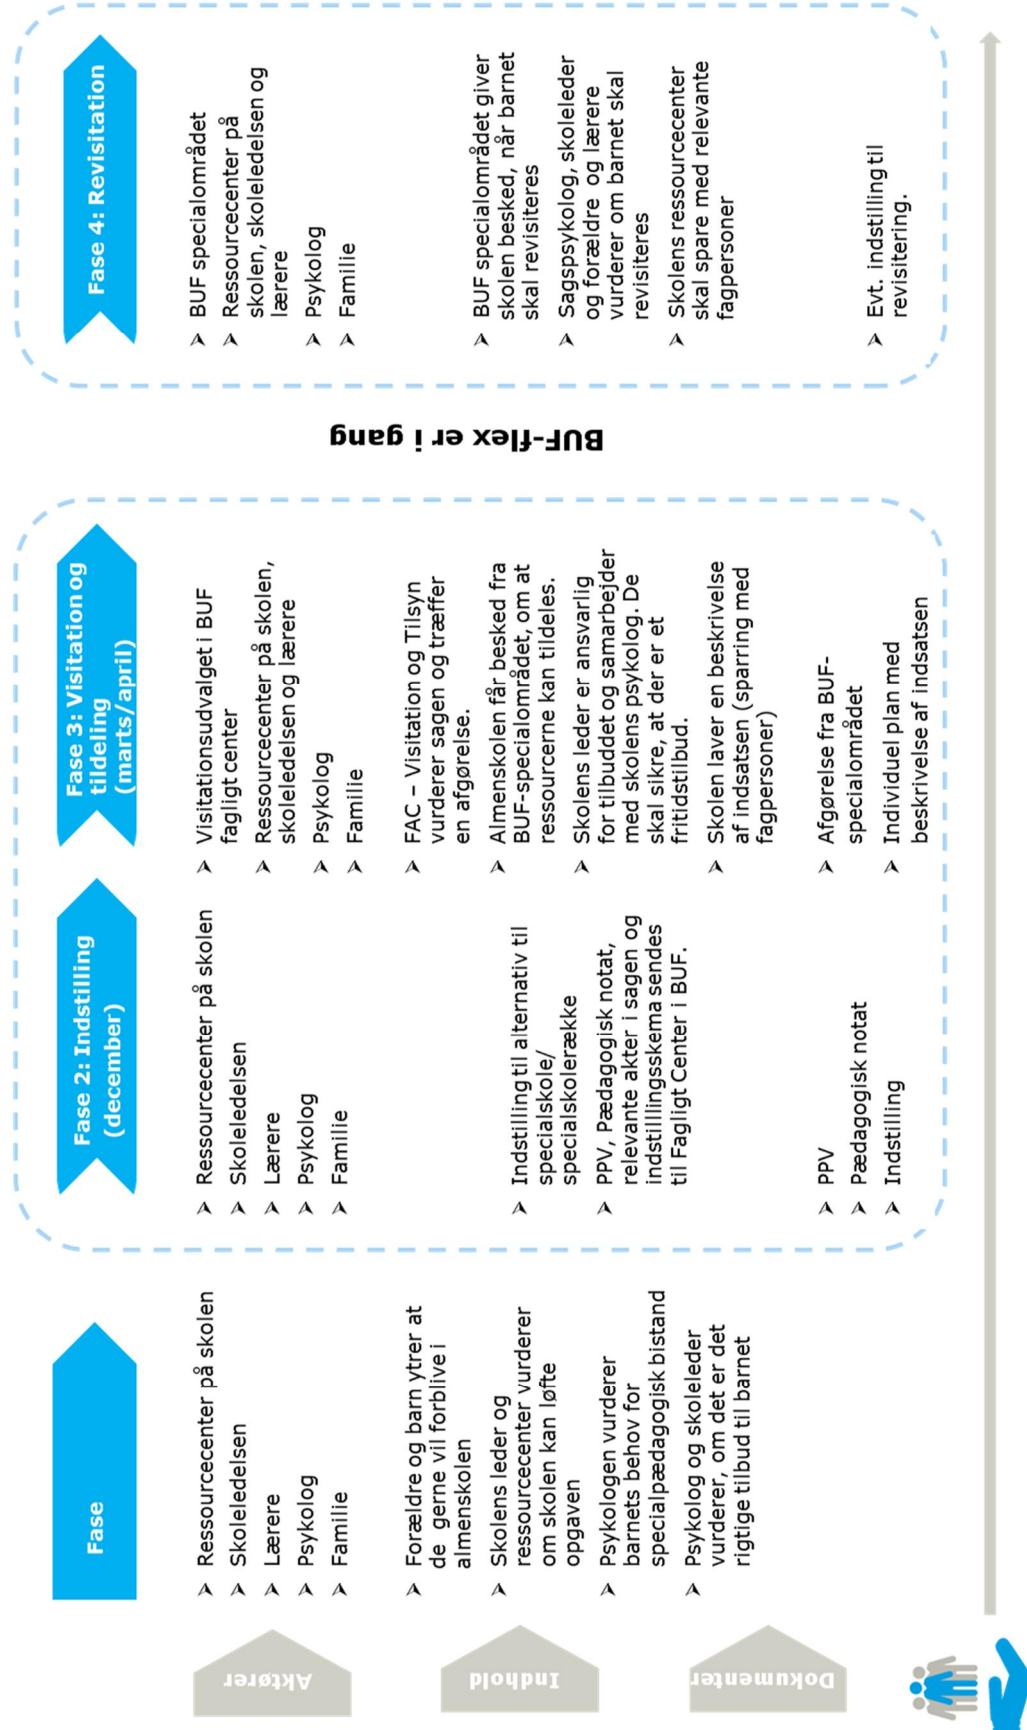 Fase
Ressourcecenter på skolen
Skoleledelsen
Lærere
Psykolog
Familie
Forældre og barn ytrer at
de gerne vil forblive i
almenskolen
Skolens leder og
ressourcecenter vurderer
om skolen kan løfte
opgaven
Psykologen vurderer
barnets behov for
specialpædagogisk bistand
Psykolog og skoleleder
vurderer, om det er det
rigtige tilbud til barnet
Fase 2: Indstilling
(december)
Ressourcecenter på skolen
Skoleledelsen
Lærere
Psykolog
Familie
Indstilling til alternativ til
specialskole/
specialskolerække
PPV, Pædagogisk notat,
relevante akter i sagen og
indstilllingsskema sendes
til Fagligt Center i BUF.
PPV
Pædagogisk notat
Indstilling
Fase 3: Visitation og
tildeling
(marts/april)
Visitationsudvalget i BUF
fagligt center
Ressourcecenter på skolen,
skoleledelsen og lærere
Psykolog
Familie
FAC – Visitation og Tilsyn
vurderer sagen og træffer
en afgørelse.
Almenskolen får beked fra
BUF-specialområdet, om at
ressourcerne kan tildeles.
Skolens leder er ansvarlig
for tilbuddet og samarbejder
med skolens psykolog. De
skal sikre, at der er et
fritidstilbud.
Skolen laver en beskrivelse
af indsatsen (sparring med
fagpersoner)
Afgørelse fra BUF-
specialområdet
Individuel plan med
beskrivelse af indsatsen
BUF-flex er i gang
Fase 4: Revisitation
BUF specialområdet
Ressourcecenter på
skolen, skoleledelsen og
lærere
Psykolog
Familie
BUF specialområdet giver
skolen besked, når barnet
skal revisiteres
Sagspsykolog, skoleleder
og forældre og lærere
vurderer om barnet skal
revisiteres
Skolens ressourcecenter
skal spare med relevante
fagpersoner
Evt. indstilling til
revisitering.
Aktører
Indhold
Dokumenter